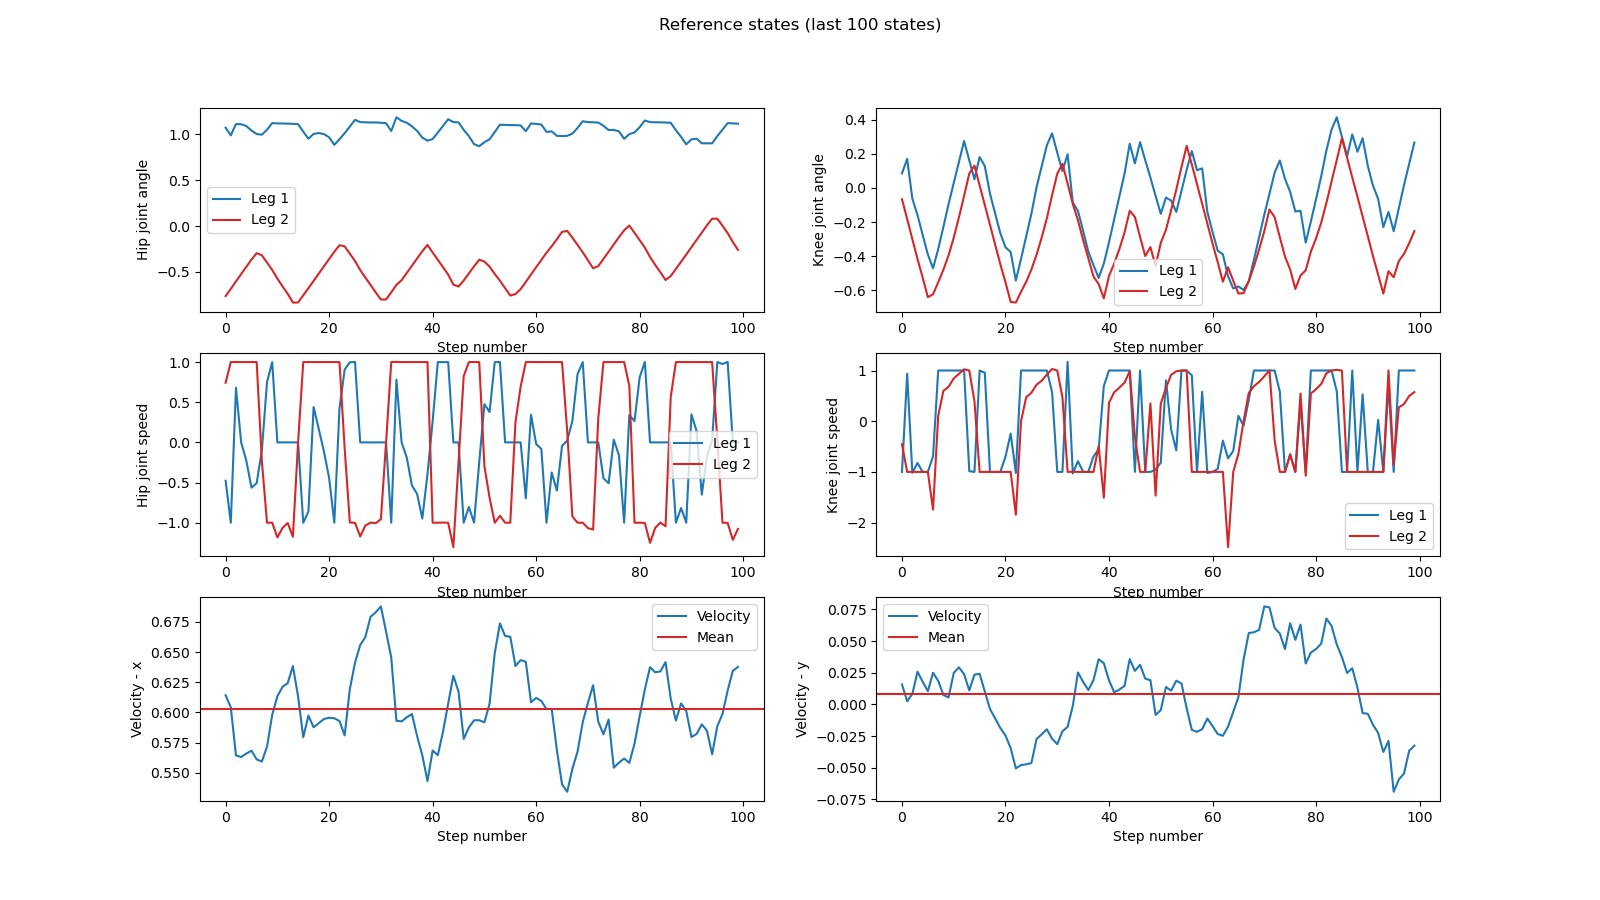 Reference states (last 100 states)
Hip joint angle
1.0
0.5
0.0
−0.5
Leg 1
Leg 2
0 20 40 60 80 100
Step number
Knee joint angle
0.4
0.2
0.0
−0.2
−0.4
−0.6
Leg 1
Leg 2
0 20 40 60 80 100
Step number
Hip joint speed
1.0
0.5
0.0
−0.5
−1.0
Leg 1
Leg 2
0 20 40 60 80 100
Step number
Knee joint speed
1
0
−1
−2
Leg 1
Leg 2
0 20 40 60 80 100
Step number
Velocity - x
0.675
0.650
0.625
0.600
0.575
0.550
Velocity
Mean
0 20 40 60 80 100
Step number
Velocity - y
0.075
0.050
0.025
0.000
−0.025
−0.050
−0.075
Velocity
Mean
0 20 40 60 80 100
Step number